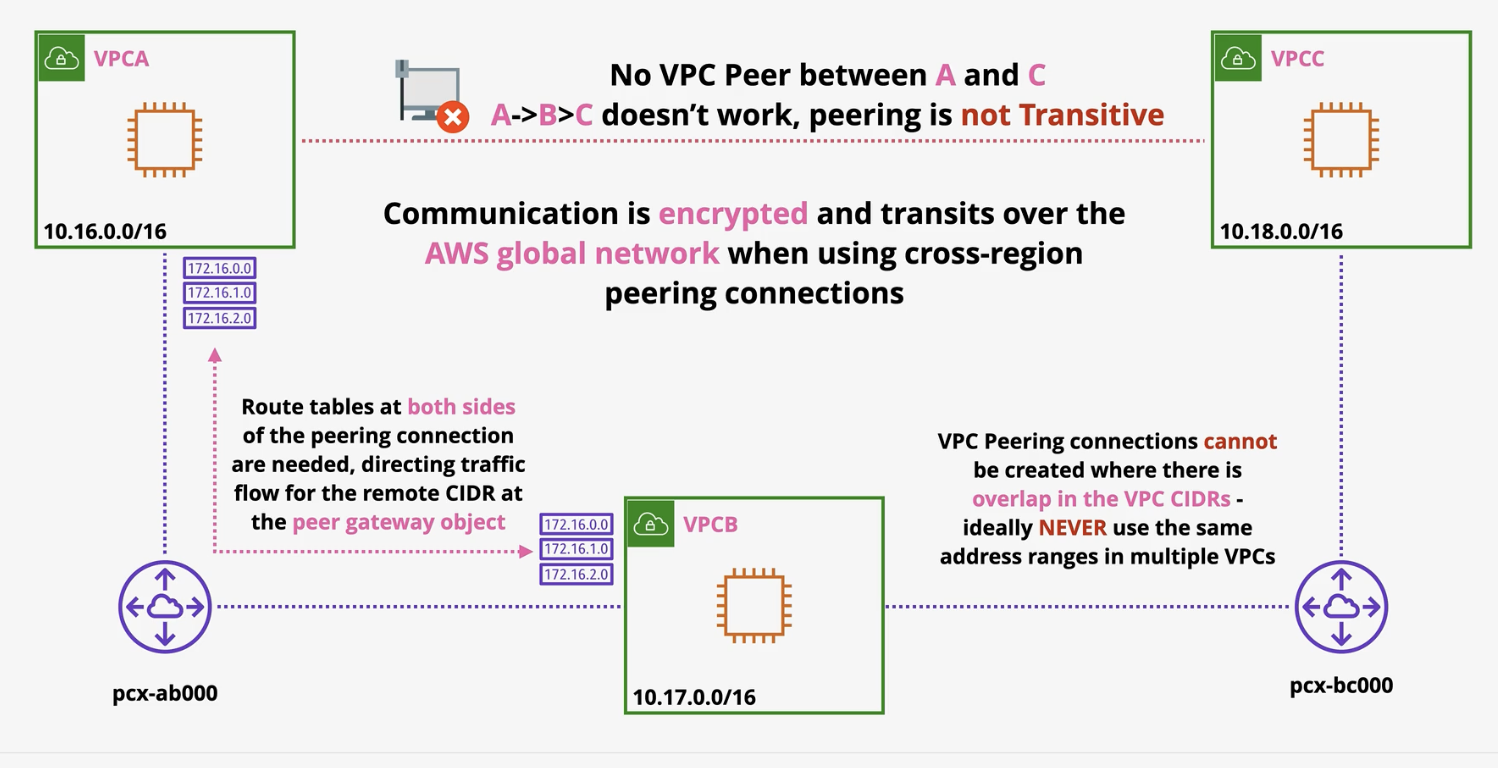 VPCA
10.16.0.0/16
No VPC Peer between A and C
A->B>C doesn’t work, peering is not Transitive
VPCC
10.18.0.0/16
Communication is encrypted and transits over the
AWS global network when using cross-region
peering connections
172.16.0.0
172.16.1.0
172.16.2.0
Route tables at both sides
of the peering connection
are needed, directing traffic
flow for the remote CIDR at
the peer gateway object
172.16.0.0
172.16.1.0
172.16.2.0
VPCB
10.17.0.0/16
VPC Peering connections cannot
be created where there is
overlap in the VPC CIDRs -
ideally NEVER use the same
address ranges in multiple VPCs
pcx-ab000
pcx-bc000